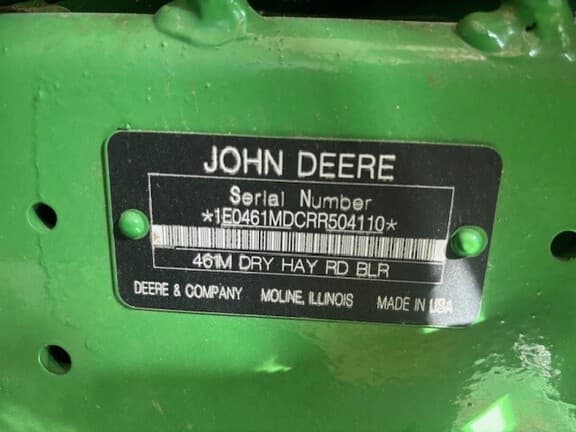 JOHN DEERE
Serial Number
*1E0461MDCRR504110*
461M DRY HAY RD BLR
DEERE & COMPANY MOLINE, ILLINOIS MADE IN USA